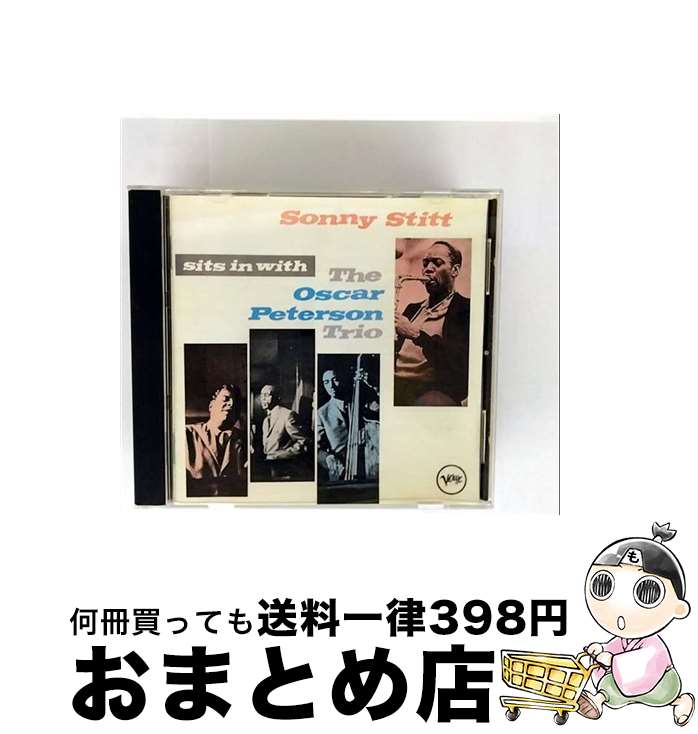 Sonny Stitt
sits in with
The
Oscar
Peterson
Trio
Verve
も
何冊買っても送料一律398円
おまとめ店